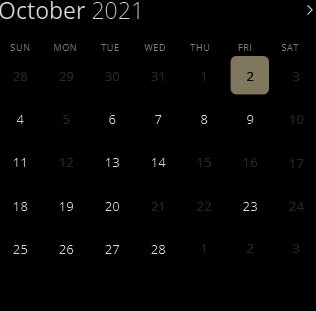 October 2021
SUN MON TUE WED THU FRI SAT
28 29 30 31 1 2 3
4 5 6 7 8 9 10
11 12 13 14 15 16 17
18 19 20 21 22 23 24
25 26 27 28 1 2 3